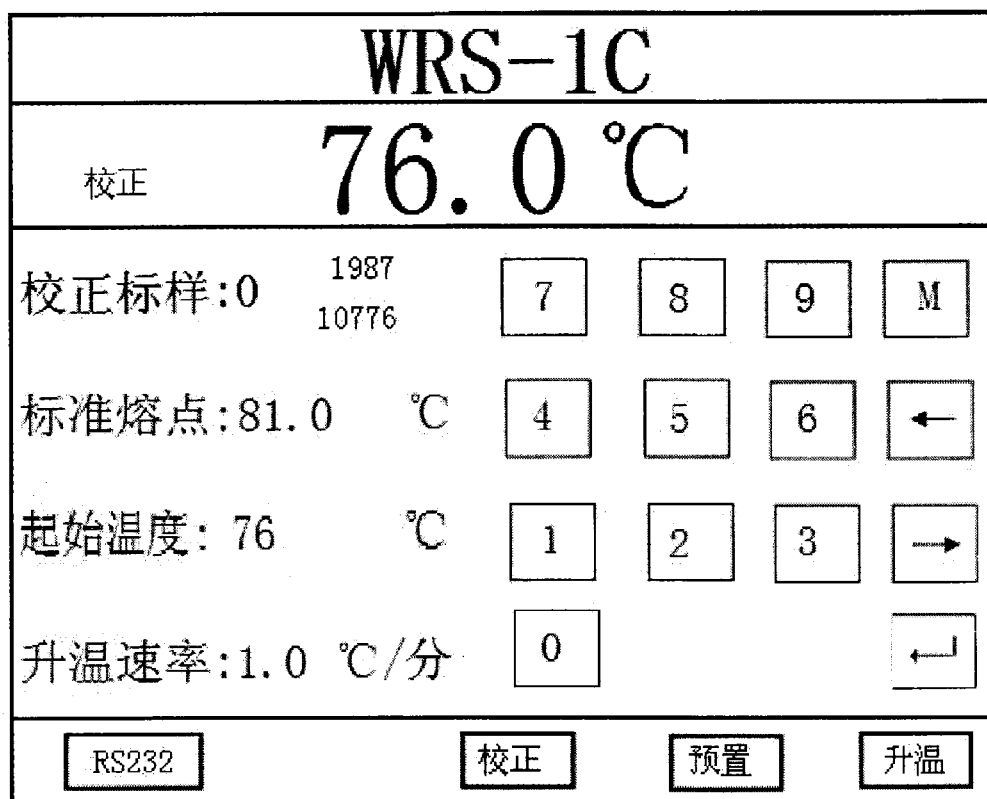 WRS-1C
校正 76.0 ℃
校正标样:0 1987
10776
7 8 9 M
标准熔点:81.0 ℃ 4 5 6 ←
起始温度: 76 ℃ 1 2 3 →
升温速率:1.0 ℃/分 0 ↵
RS232 校正 预置 升温